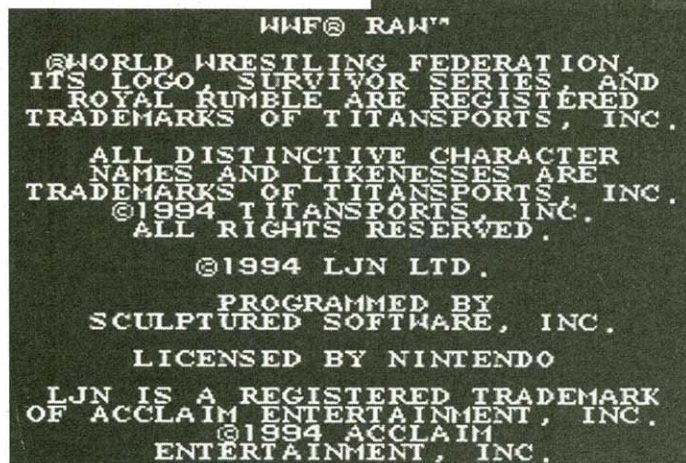 WWF® RAW™
®WORLD WRESTLING FEDERATION,
ITS LOGO, SURVIVOR SERIES, AND
ROYAL RUMBLE ARE REGISTERED
TRADEMARKS OF TITANSPORTS, INC.
ALL DISTINCTIVE CHARACTER
NAMES AND LIKENESSES ARE
TRADEMARKS OF TITANSPORTS, INC.
©1994 TITANSPORTS, INC.
ALL RIGHTS RESERVED.
©1994 LJN LTD.
PROGRAMMED BY
SCULPTURED SOFTWARE, INC.
LICENSED BY NINTENDO
LJN IS A REGISTERED TRADEMARK
OF ACCLAIM ENTERTAINMENT, INC.
©1994 ACCLAIM
ENTERTAINMENT, INC.